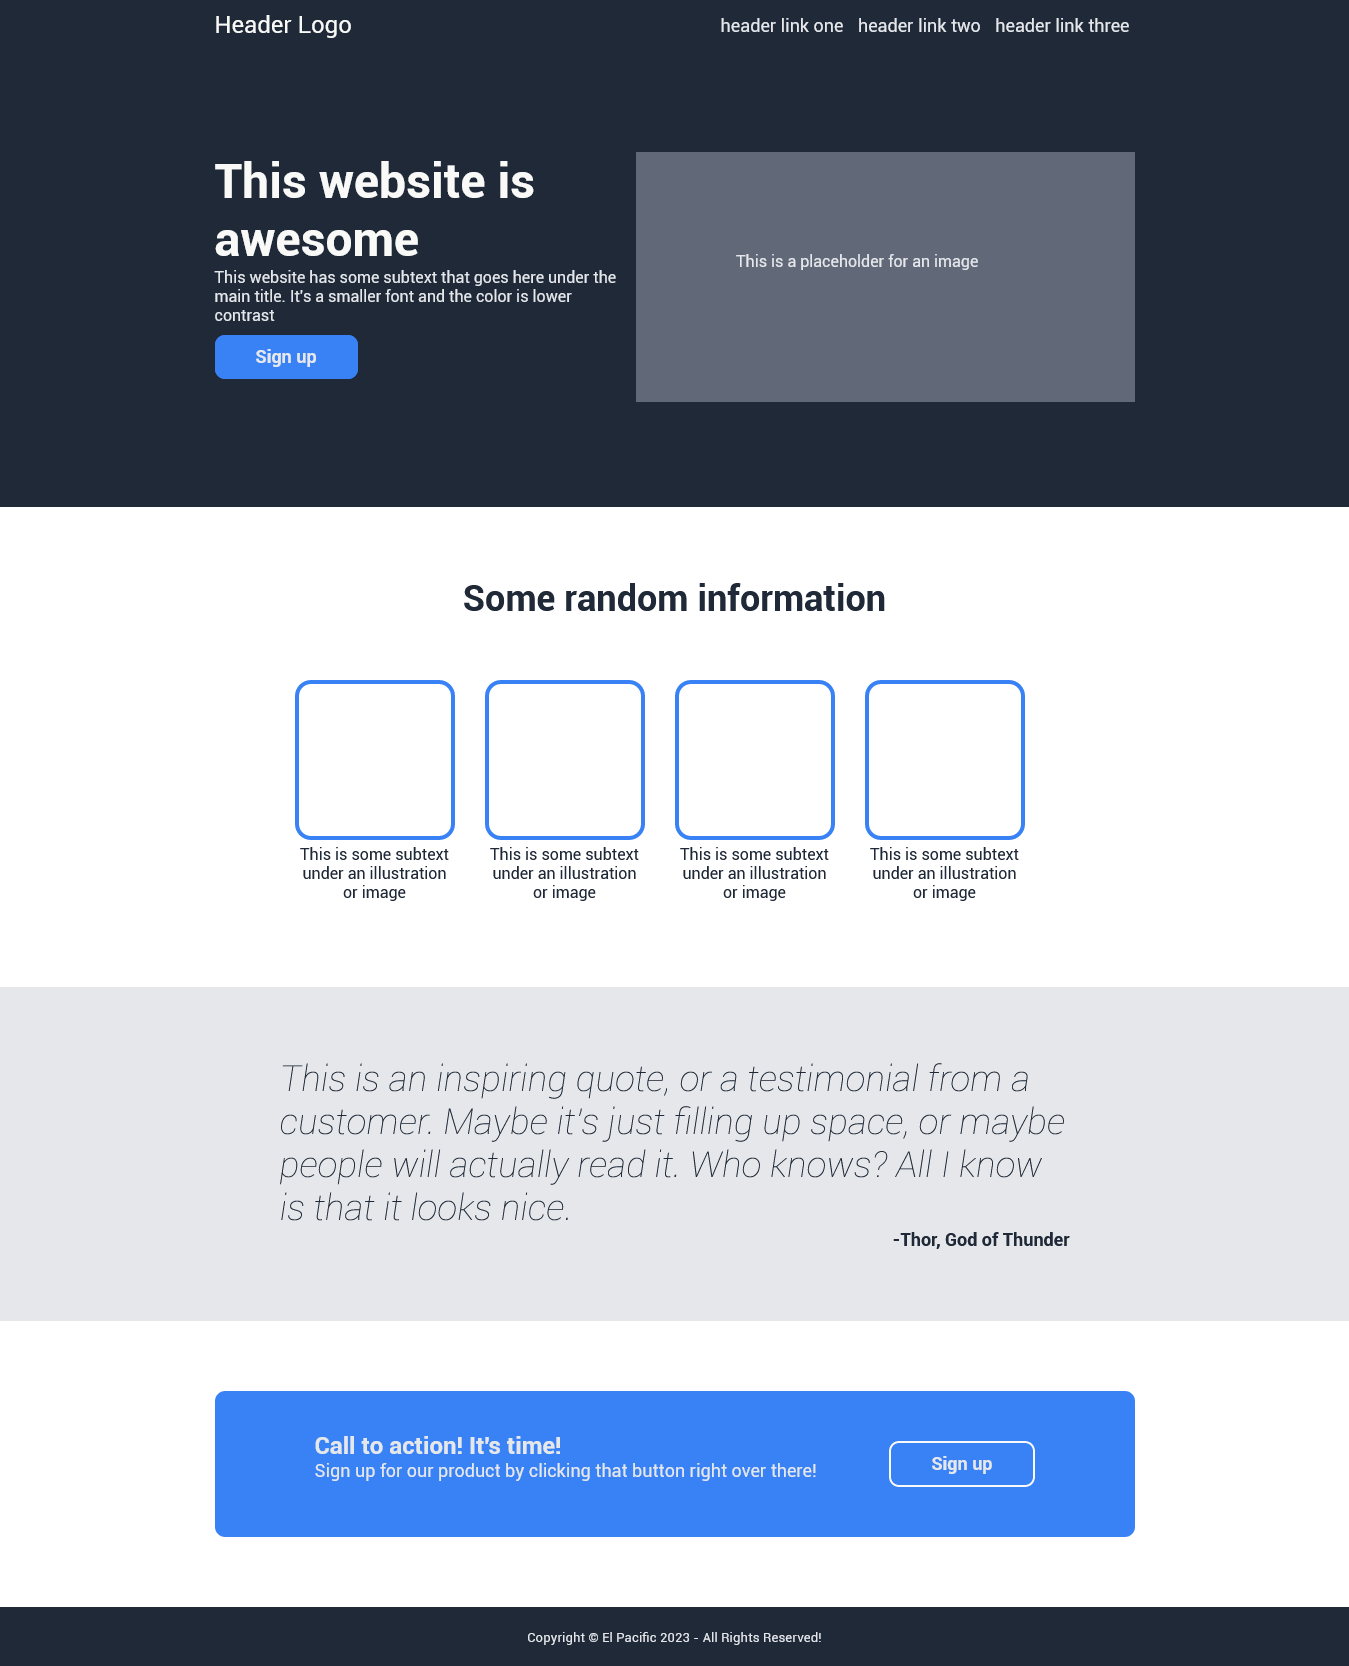 Header Logo
header link one header link two header link three
This website is
awesome
This website has some subtext that goes here under the
main title. It's a smaller font and the color is lower
contrast
Sign up
This is a placeholder for an image
Some random information
This is some subtext
under an illustration
or image
This is some subtext
under an illustration
or image
This is some subtext
under an illustration
or image
This is some subtext
under an illustration
or image
This is an inspiring quote, or a testimonial from a
customer. Maybe it's just filling up space, or maybe
people will actually read it. Who knows? All I know
is that it looks nice.
-Thor, God of Thunder
Call to action! It's time!
Sign up for our product by clicking that button right over there!
Sign up
Copyright © El Pacific 2023 - All Rights Reserved!